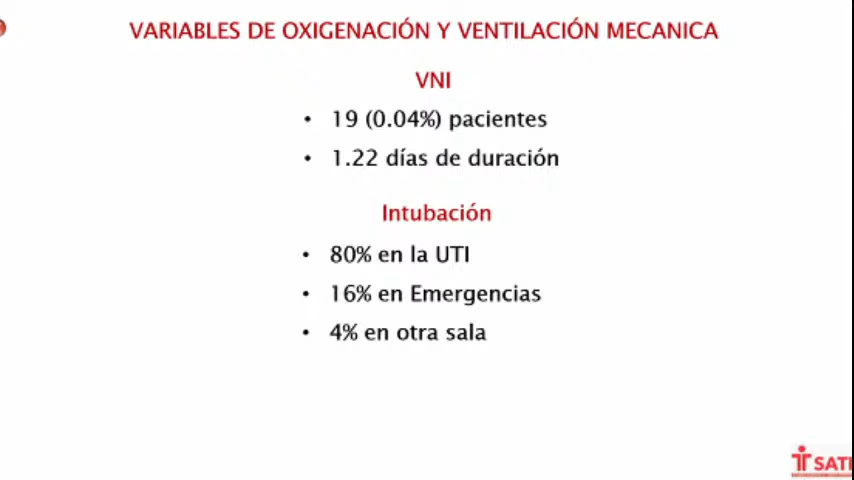 VARIABLES DE OXIGENACIÓN Y VENTILACIÓN MECANICA
VNI
• 19 (0.04%) pacientes
• 1.22 días de duración
Intubación
• 80% en la UTI
• 16% en Emergencias
• 4% en otra sala
SATI